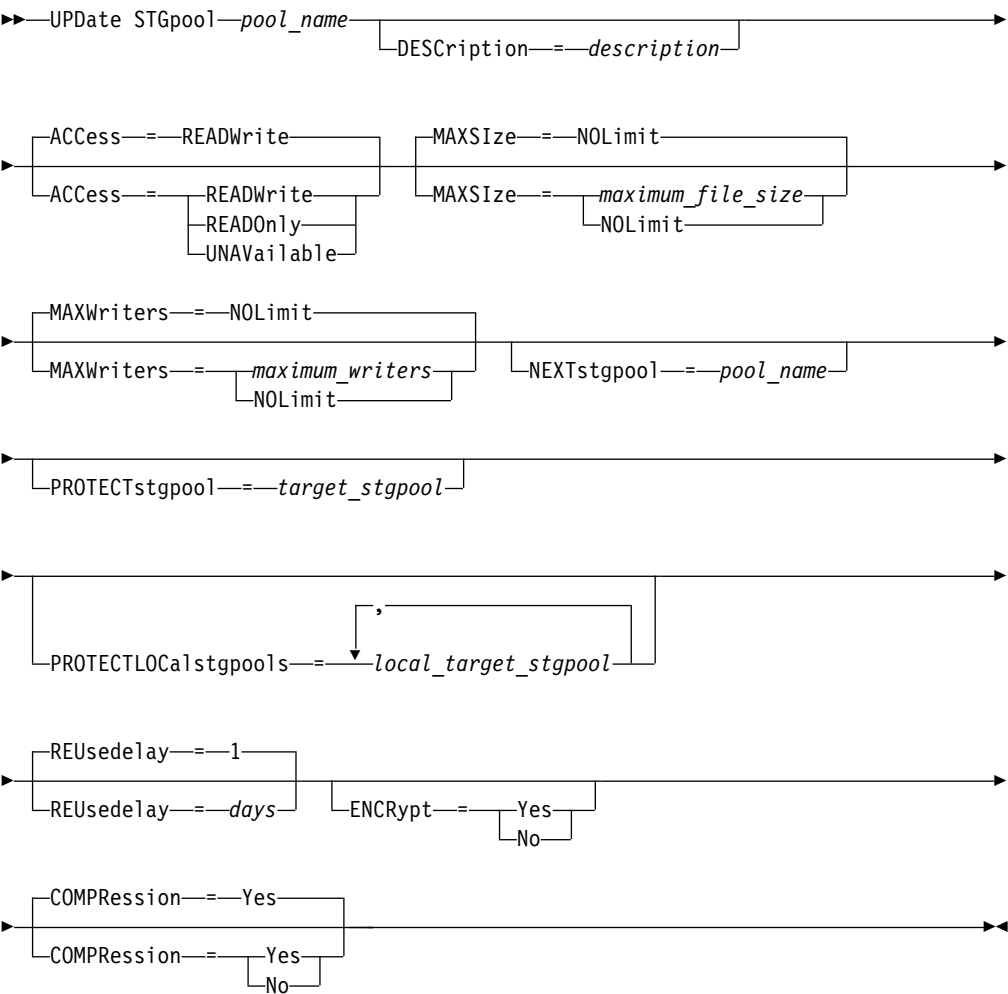 UPDate STGpool pool_name
DESCription = description
ACCess = READWrite
ACCess = READWrite
READOnly
UNAVailable
MAXSIze = NOLimit
MAXSIze = maximum_file_size
NOLimit
MAXWriters = NOLimit
MAXWriters = maximum_writers
NOLimit
NEXTstgpool = pool_name
PROTECTstgpool = target_stgpool
,
PROTECTLOCalstgpools = local_target_stgpool
REUsedelay = 1
REUsedelay = days
ENCRypt = Yes
No
COMPRession = Yes
COMPRession = Yes
No